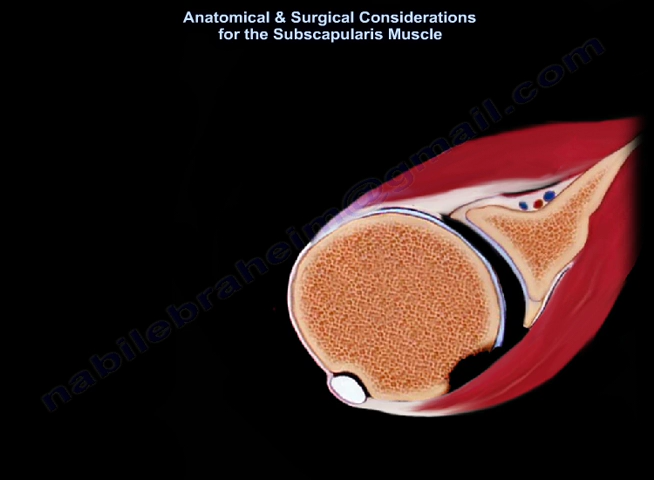 Anatomical & Surgical Considerations
for the Subscapularis Muscle
nabilebraheim@gmail.com